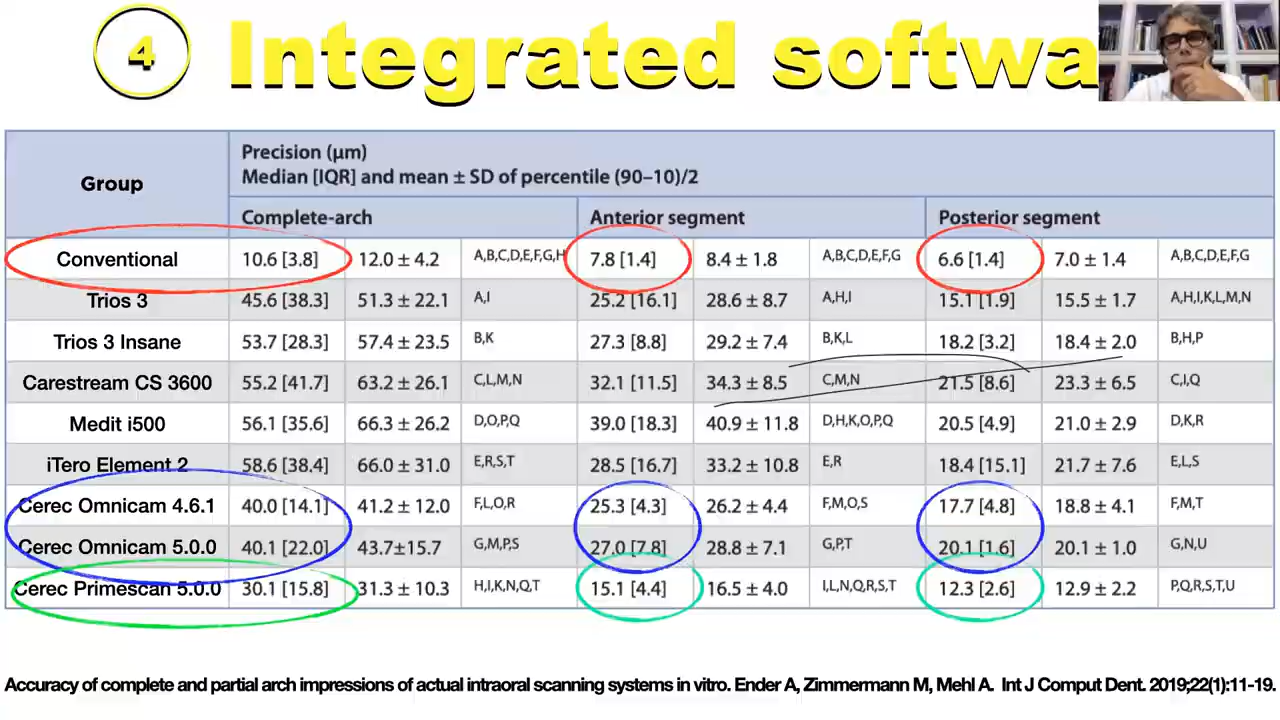 4 Integrated softwa
Group
Precision (µm)
Median [IQR] and mean ± SD of percentile (90–10)/2
Complete-arch Anterior segment Posterior segment
Conventional 10.6 [3.8] 12.0 ± 4.2 A,B,C,D,E,F,G,H 7.8 [1.4] 8.4 ± 1.8 A,B,C,D,E,F,G 6.6 [1.4] 7.0 ± 1.4 A,B,C,D,E,F,G
Trios 3 45.6 [38.3] 51.3 ± 22.1 A,I 25.2 [16.1] 28.6 ± 8.7 A,H,I 15.1 [1.9] 15.5 ± 1.7 A,H,I,K,L,M,N
Trios 3 Insane 53.7 [28.3] 57.4 ± 23.5 B,K 27.3 [8.8] 29.2 ± 7.4 B,K,L 18.2 [3.2] 18.4 ± 2.0 B,H,P
Carestream CS 3600 55.2 [41.7] 63.2 ± 26.1 C,L,M,N 32.1 [11.5] 34.3 ± 8.5 C,M,N 21.5 [8.6] 23.3 ± 6.5 C,I,Q
Medit i500 56.1 [35.6] 66.3 ± 26.2 D,O,P,Q 39.0 [18.3] 40.9 ± 11.8 D,H,K,O,P,Q 20.5 [4.9] 21.0 ± 2.9 D,K,R
iTero Element 2 58.6 [38.4] 66.0 ± 31.0 E,R,S,T 28.5 [16.7] 33.2 ± 10.8 E,R 18.4 [15.1] 21.7 ± 7.6 E,L,S
Cerec Omnicam 4.6.1 40.0 [14.1] 41.2 ± 12.0 F,L,O,R 25.3 [4.3] 26.2 ± 4.4 F,M,O,S 17.7 [4.8] 18.8 ± 4.1 F,M,T
Cerec Omnicam 5.0.0 40.1 [22.0] 43.7±15.7 G,M,P,S 27.0 [7.8] 28.8 ± 7.1 G,P,T 20.1 [1.6] 20.1 ± 1.0 G,N,U
Cerec Primescan 5.0.0 30.1 [15.8] 31.3 ± 10.3 H,I,K,N,Q,T 15.1 [4.4] 16.5 ± 4.0 I,L,N,Q,R,S,T 12.3 [2.6] 12.9 ± 2.2 P,Q,R,S,T,U
Accuracy of complete and partial arch impressions of actual intraoral scanning systems in vitro. Ender A, Zimmermann M, Mehl A. Int J Comput Dent. 2019;22(1):11-19.